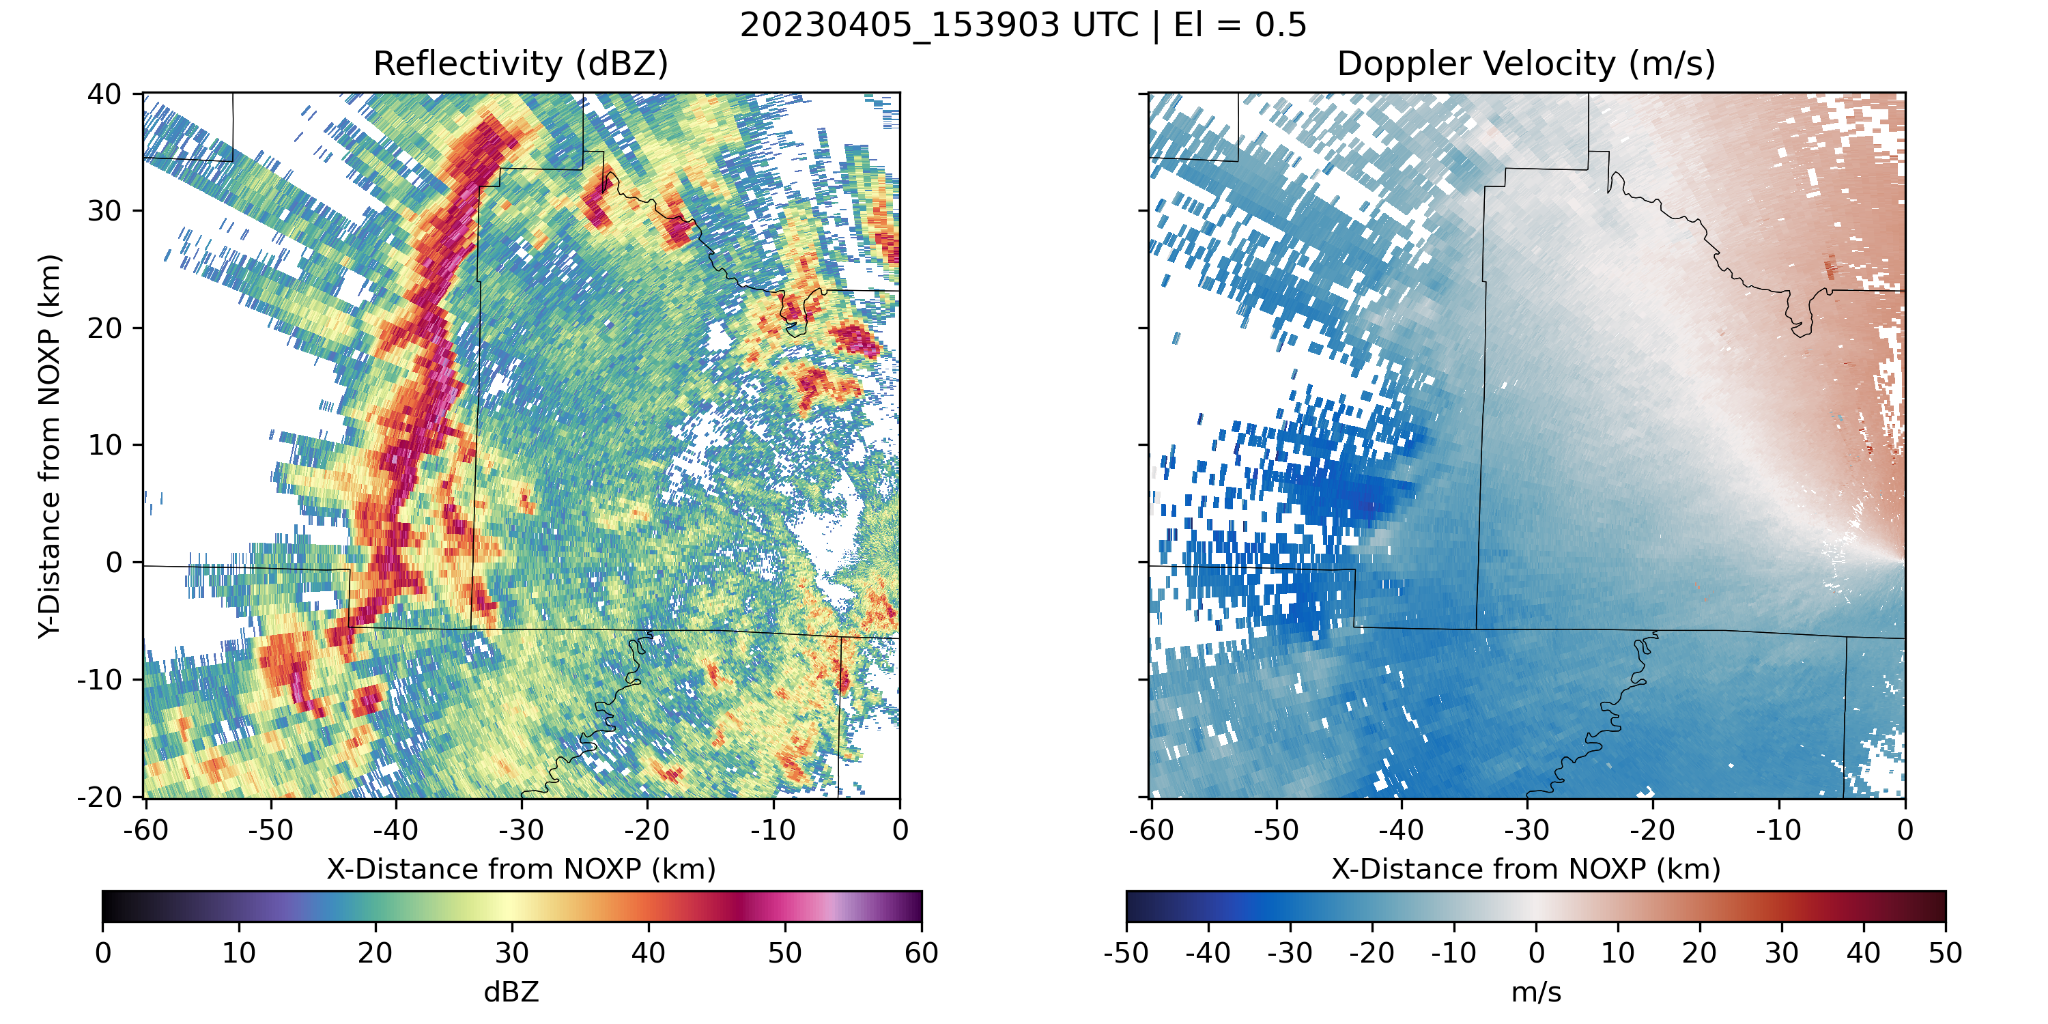 20230405_153903 UTC | El = 0.5
Reflectivity (dBZ)
Doppler Velocity (m/s)
40
30
20
10
0
-10
-20
Y-Distance from NOXP (km)
-60 -50 -40 -30 -20 -10 0
-60 -50 -40 -30 -20 -10 0
X-Distance from NOXP (km)
X-Distance from NOXP (km)
0 10 20 30 40 50 60
-50 -40 -30 -20 -10 0 10 20 30 40 50
dBZ
m/s